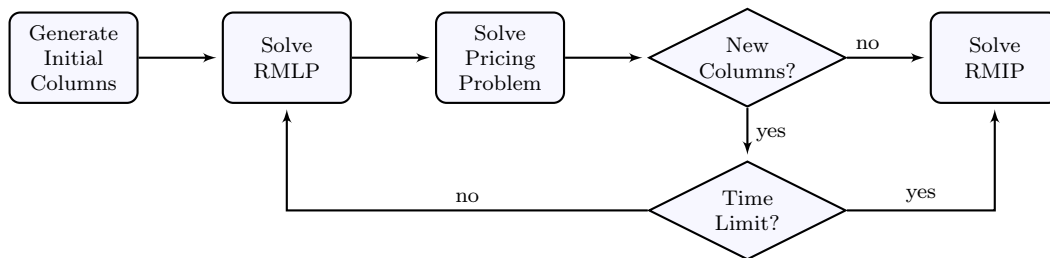 Generate
Initial
Columns
Solve
RMLP
Solve
Pricing
Problem
New
Columns?
no
Solve
RMIP
yes
no
Time
Limit?
yes